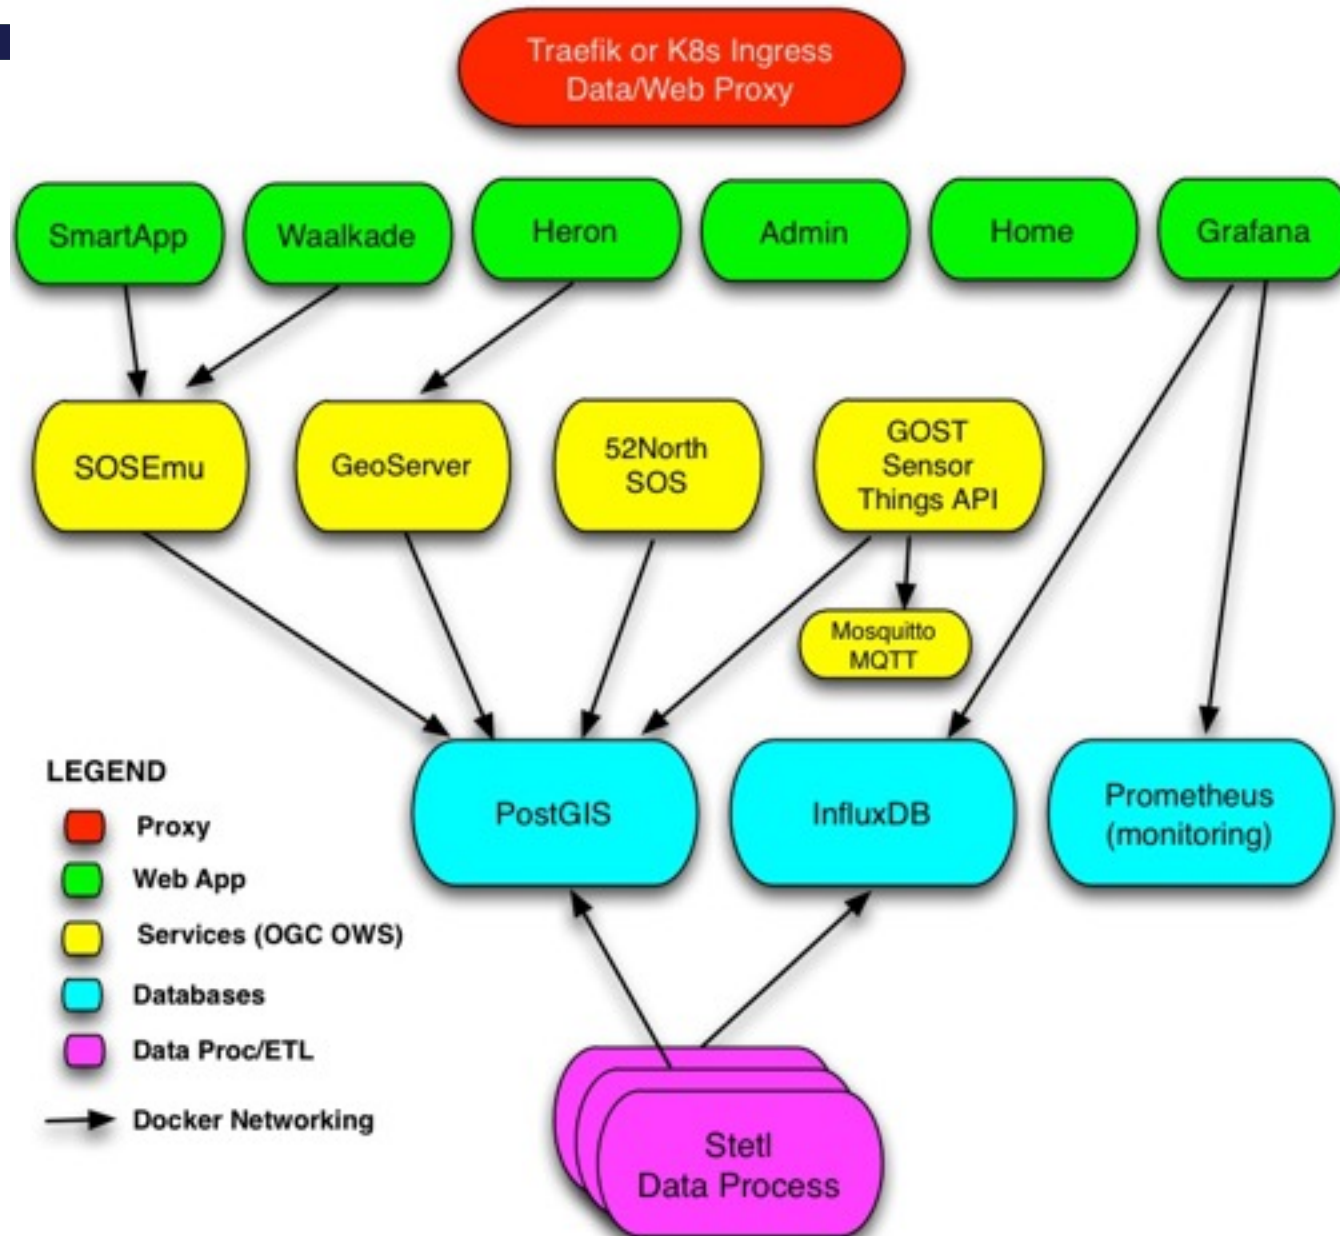 Traefik or K8s Ingress
Data/Web Proxy
SmartApp
Waalkade
Heron
Admin
Home
Grafana
SOSEmu
GeoServer
52North
SOS
GOST
Sensor
Things API
Mosquitto
MQTT
PostGIS
InfluxDB
Prometheus
(monitoring)
LEGEND
Proxy
Web App
Services (OGC OWS)
Databases
Data Proc/ETL
Docker Networking
Stetl
Data Process